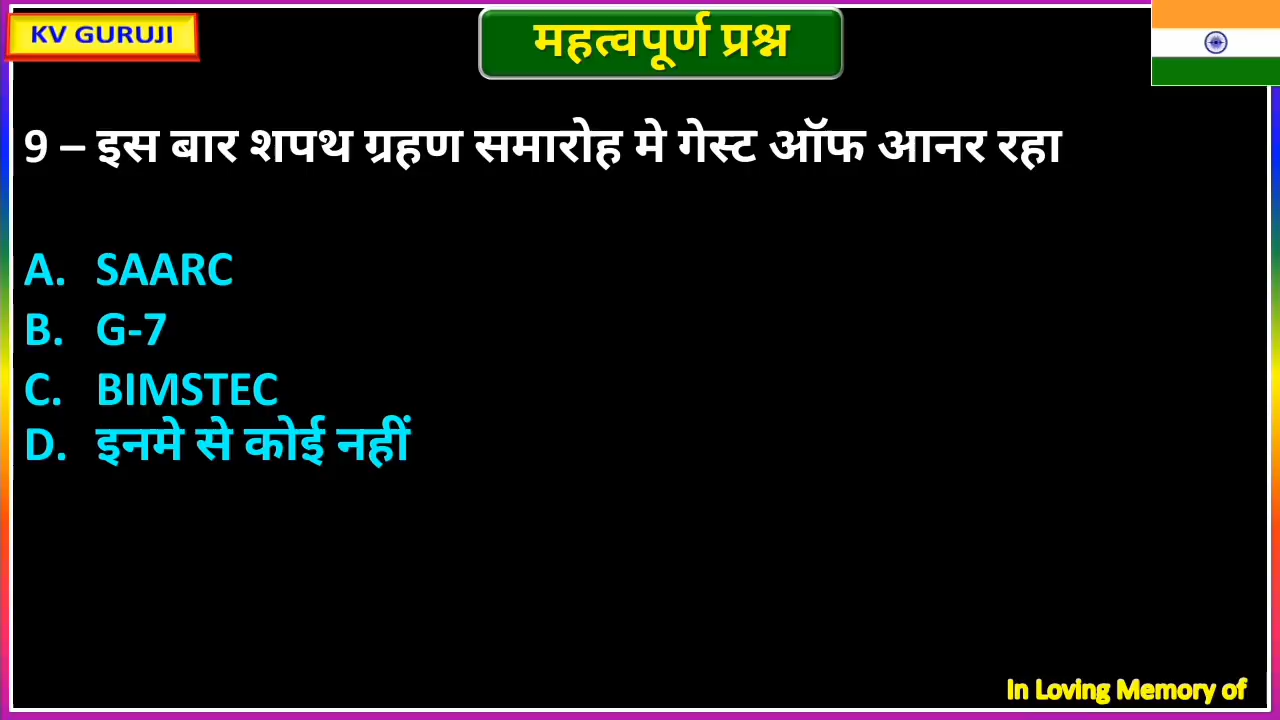 KV GURUJI
महत्वपूर्ण प्रश्न
9 – इस बार शपथ ग्रहण समारोह मे गेस्ट ऑफ आनर रहा
A. SAARC
B. G-7
C. BIMSTEC
D. इनमे से कोई नहीं
In Loving Memory of